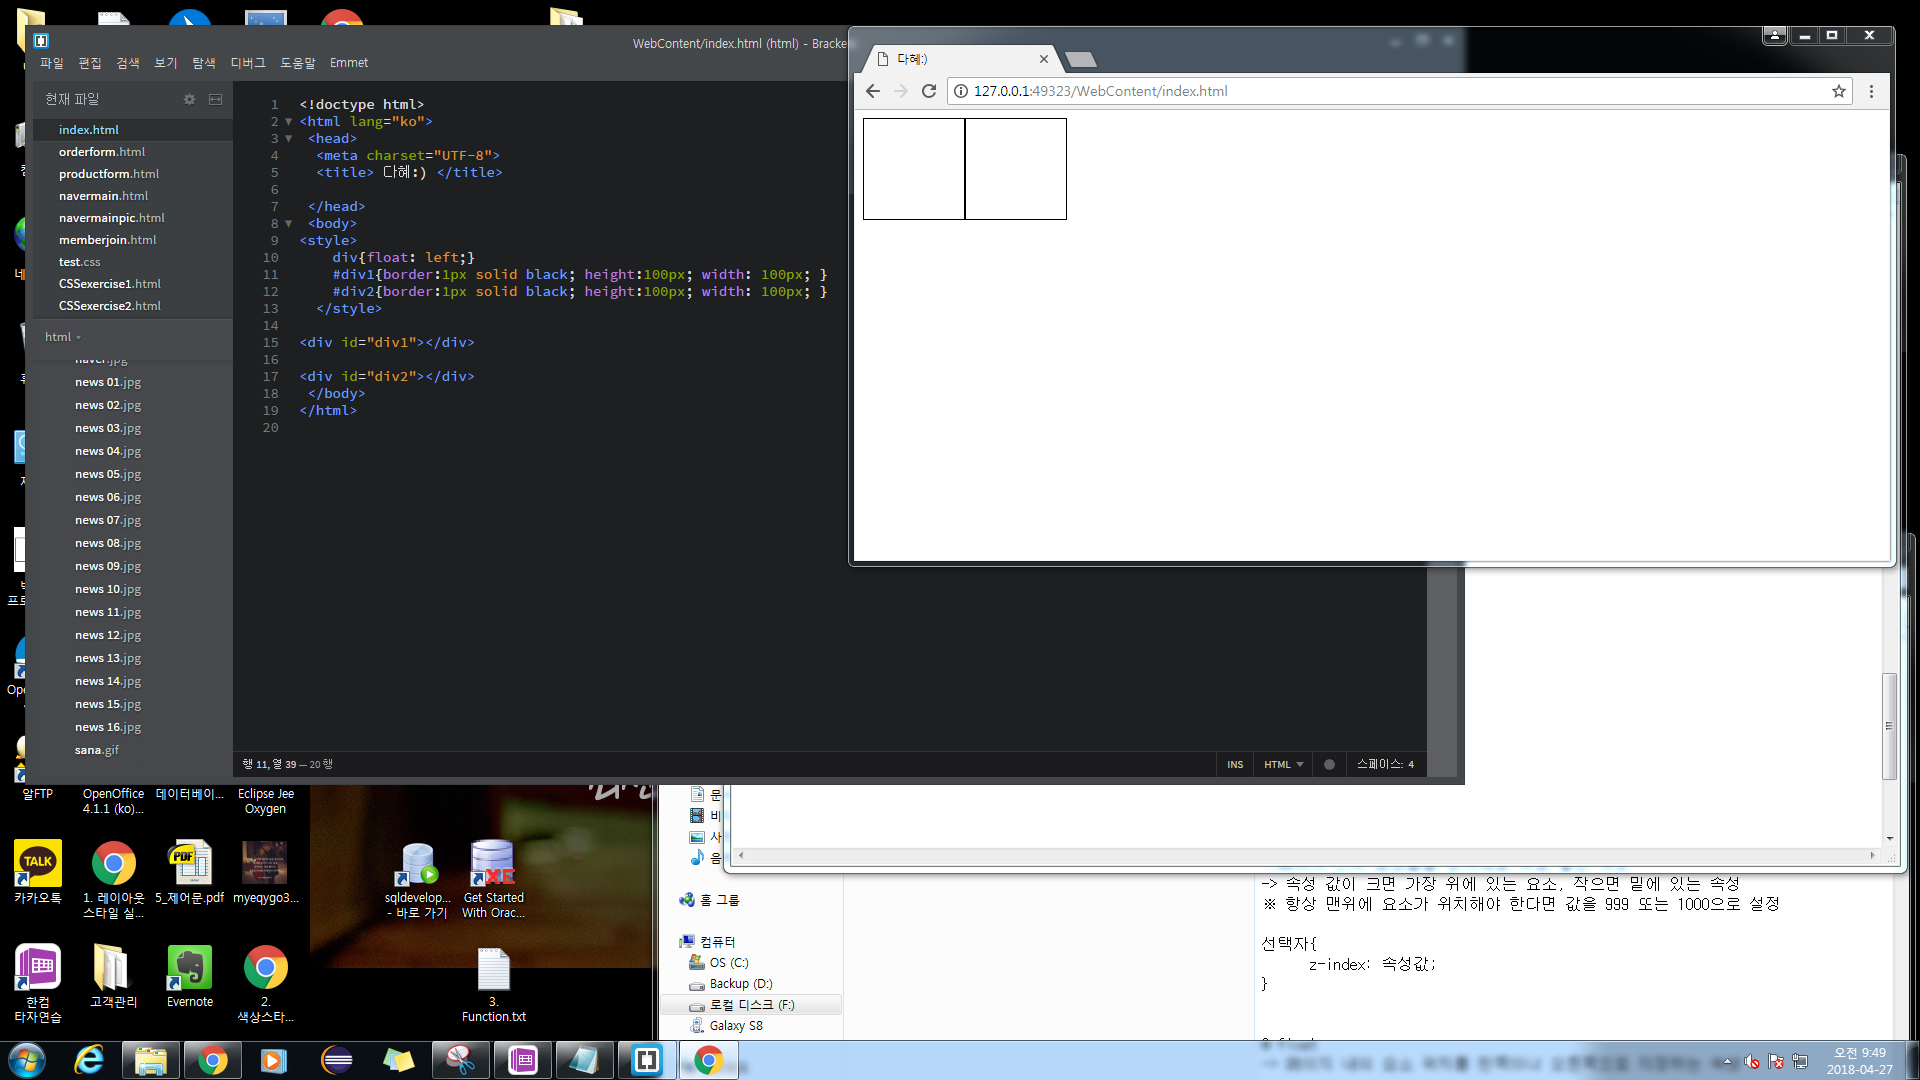 WebContent/index.html (html) - Bracke
파일 편집 검색 보기 탐색 디버그 도움말 Emmet
현재 파일
index.html
orderform.html
productform.html
navermain.html
navermainpic.html
memberjoin.html
test.css
CSSexercise1.html
CSSexercise2.html
html
naver.jpg
news 01.jpg
news 02.jpg
news 03.jpg
news 04.jpg
news 05.jpg
news 06.jpg
news 07.jpg
news 08.jpg
news 09.jpg
news 10.jpg
news 11.jpg
news 12.jpg
news 13.jpg
news 14.jpg
news 15.jpg
news 16.jpg
sana.gif
1 <!doctype html>
2 <html lang="ko">
3 <head>
4 <meta charset="UTF-8">
5 <title> 다혜:) </title>
6
7 </head>
8 <body>
9 <style>
10 div{float: left;}
11 #div1{border:1px solid black; height:100px; width: 100px; }
12 #div2{border:1px solid black; height:100px; width: 100px; }
13 </style>
14
15 <div id="div1"></div>
16
17 <div id="div2"></div>
18 </body>
19 </html>
20
행 11, 열 39 — 20 행
INS HTML 스페이스: 4
다혜:)
127.0.0.1:49323/WebContent/index.html
알FTP
OpenOffice
4.1.1 (ko)...
데이터베이...
Eclipse Jee
Oxygen
TALK
카카오톡
1. 레이아웃
스타일 실...
PDF
5_제어문.pdf
myeqygo3...
sqldevelop...
- 바로 가기
XE
Get Started
With Orac...
한컴
타자연습
고객관리
Evernote
2.
색상스타...
3.
Function.txt
문
비
사
음
홈 그룹
컴퓨터
OS (C:)
Backup (D:)
로컬 디스크 (F:)
Galaxy S8
-> 속성 값이 크면 가장 위에 있는 요소, 작으면 밑에 있는 속성
※ 항상 맨위에 요소가 위치해야 한다면 값을 999 또는 1000으로 설정
선택자{
z-index: 속성값;
}
오전 9:49
2018-04-27